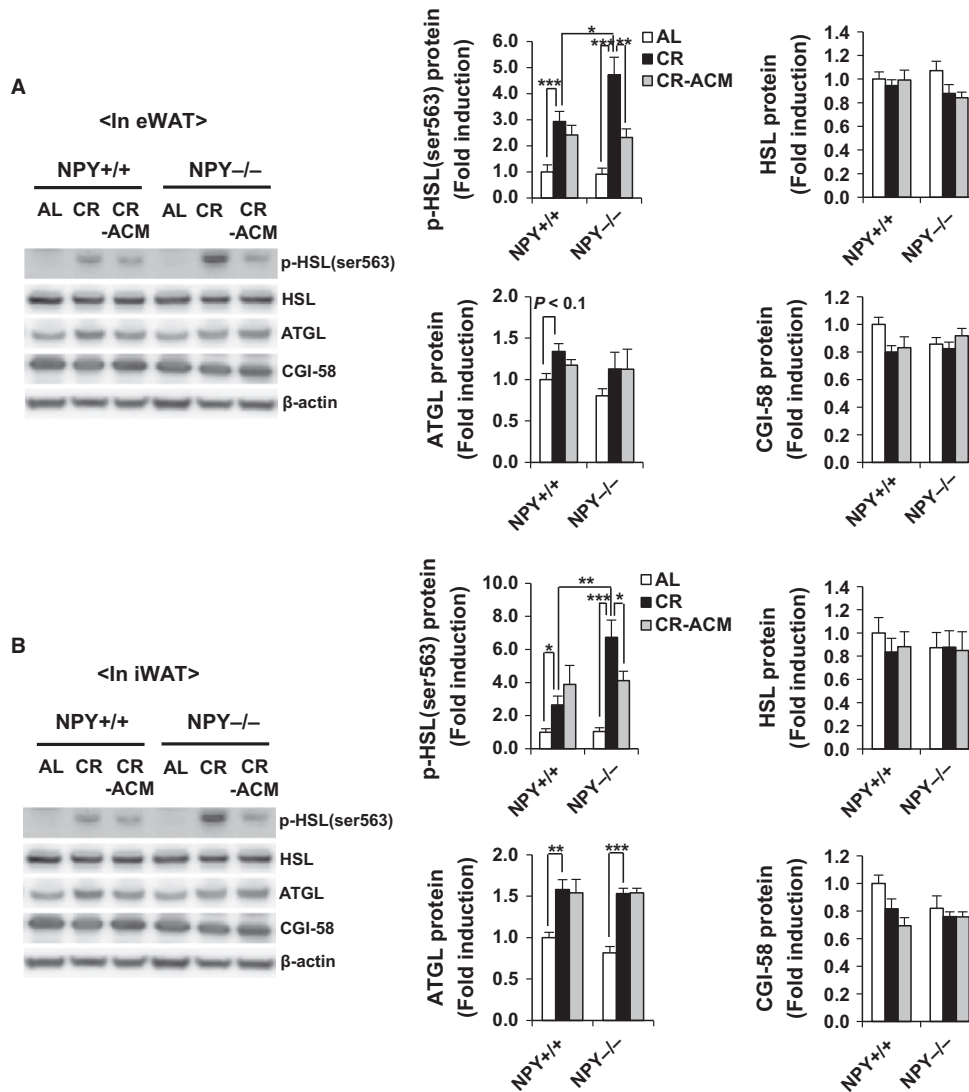 A
<In eWAT>
NPY+/+ NPY–/–
AL CR CR -ACM AL CR CR -ACM
p-HSL(ser563)
HSL
ATGL
CGI-58
β-actin
p-HSL(ser563) protein
(Fold induction)
6.0
5.0
4.0
3.0
2.0
1.0
0.0
***
*
***
**
AL
CR
CR-ACM
NPY+/+
NPY–/–
HSL protein
(Fold induction)
1.4
1.2
1.0
0.8
0.6
0.4
0.2
0.0
NPY+/+
NPY–/–
ATGL protein
(Fold induction)
2.0
1.5
1.0
0.5
0.0
P < 0.1
NPY+/+
NPY–/–
CGI-58 protein
(Fold induction)
1.2
1.0
0.8
0.6
0.4
0.2
0.0
NPY+/+
NPY–/–
B
<In iWAT>
NPY+/+ NPY–/–
AL CR CR -ACM AL CR CR -ACM
p-HSL(ser563)
HSL
ATGL
CGI-58
β-actin
p-HSL(ser563) protein
(Fold induction)
10.0
8.0
6.0
4.0
2.0
0.0
*
**
***
*
AL
CR
CR-ACM
NPY+/+
NPY–/–
HSL protein
(Fold induction)
1.4
1.2
1.0
0.8
0.6
0.4
0.2
0.0
NPY+/+
NPY–/–
ATGL protein
(Fold induction)
2.0
1.5
1.0
0.5
0.0
**
***
NPY+/+
NPY–/–
CGI-58 protein
(Fold induction)
1.2
1.0
0.8
0.6
0.4
0.2
0.0
NPY+/+
NPY–/–